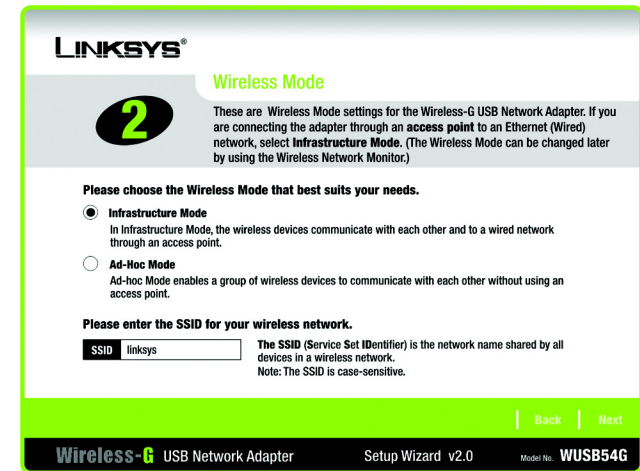 LINKSYS®
Wireless Mode
2
These are Wireless Mode settings for the Wireless-G USB Network Adapter. If you
are connecting the adapter through an access point to an Ethernet (Wired)
network, select Infrastructure Mode. (The Wireless Mode can be changed later
by using the Wireless Network Monitor.)
Please choose the Wireless Mode that best suits your needs.
Infrastructure Mode
In Infrastructure Mode, the wireless devices communicate with each other and to a wired network
through an access point.
Ad-Hoc Mode
Ad-hoc Mode enables a group of wireless devices to communicate with each other without using an
access point.
Please enter the SSID for your wireless network.
SSID linksys
The SSID (Service Set IDentifier) is the network name shared by all
devices in a wireless network.
Note: The SSID is case-sensitive.
Back Next
Wireless-G USB Network Adapter Setup Wizard v2.0 Model No. WUSB54G